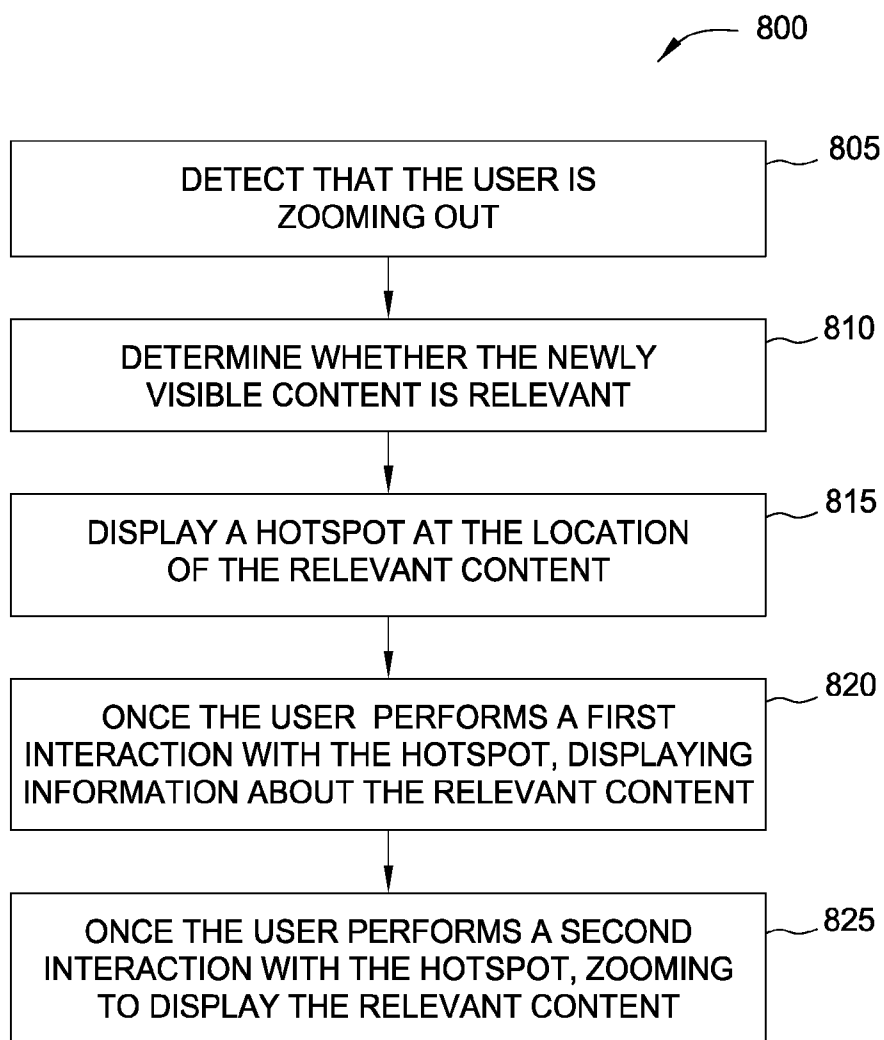 800
805
DETECT THAT THE USER IS
ZOOMING OUT
810
DETERMINE WHETHER THE NEWLY
VISIBLE CONTENT IS RELEVANT
815
DISPLAY A HOTSPOT AT THE LOCATION
OF THE RELEVANT CONTENT
820
ONCE THE USER PERFORMS A FIRST
INTERACTION WITH THE HOTSPOT, DISPLAYING
INFORMATION ABOUT THE RELEVANT CONTENT
825
ONCE THE USER PERFORMS A SECOND
INTERACTION WITH THE HOTSPOT, ZOOMING
TO DISPLAY THE RELEVANT CONTENT